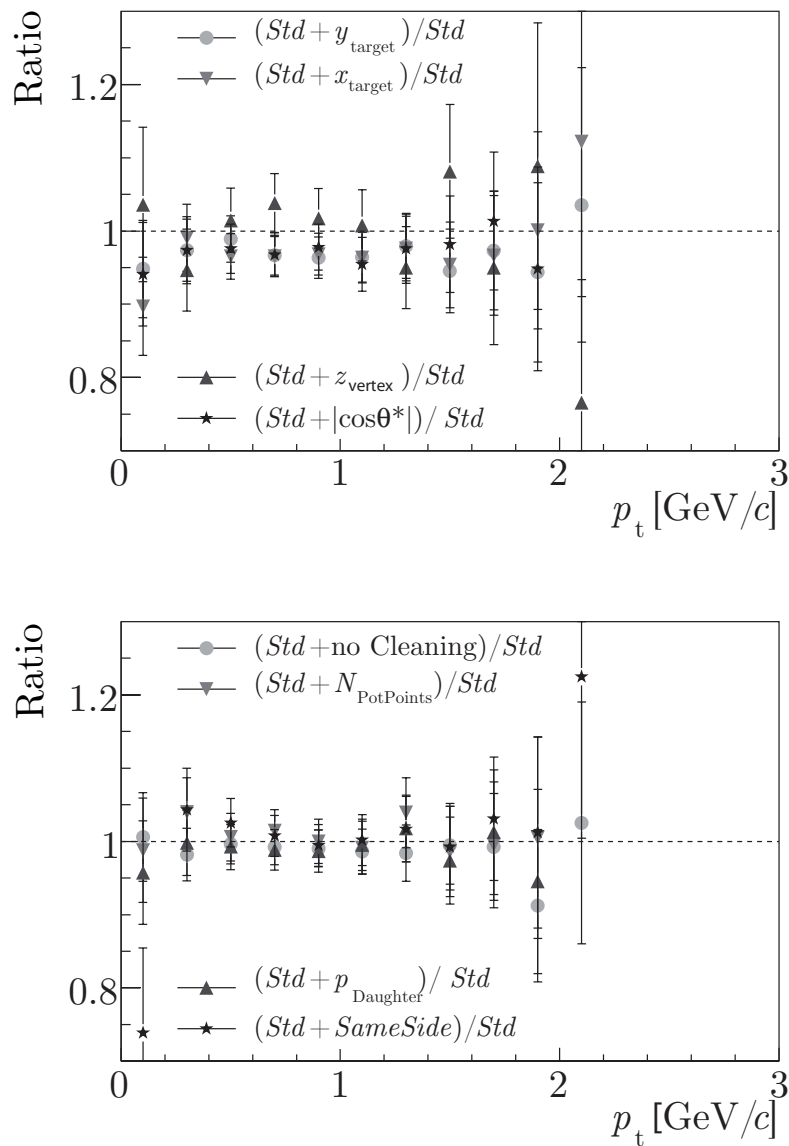 Ratio
(Std + y_target)/Std
(Std + x_target)/Std
1.2
1
0.8
(Std + z_vertex)/Std
(Std + |cosθ*|)/ Std
0 1 2 3
p_t [GeV/c]
Ratio
(Std + no Cleaning)/Std
(Std + N_PotPoints)/Std
1.2
1
0.8
(Std + p_Daughter)/ Std
(Std + SameSide)/Std
0 1 2 3
p_t [GeV/c]